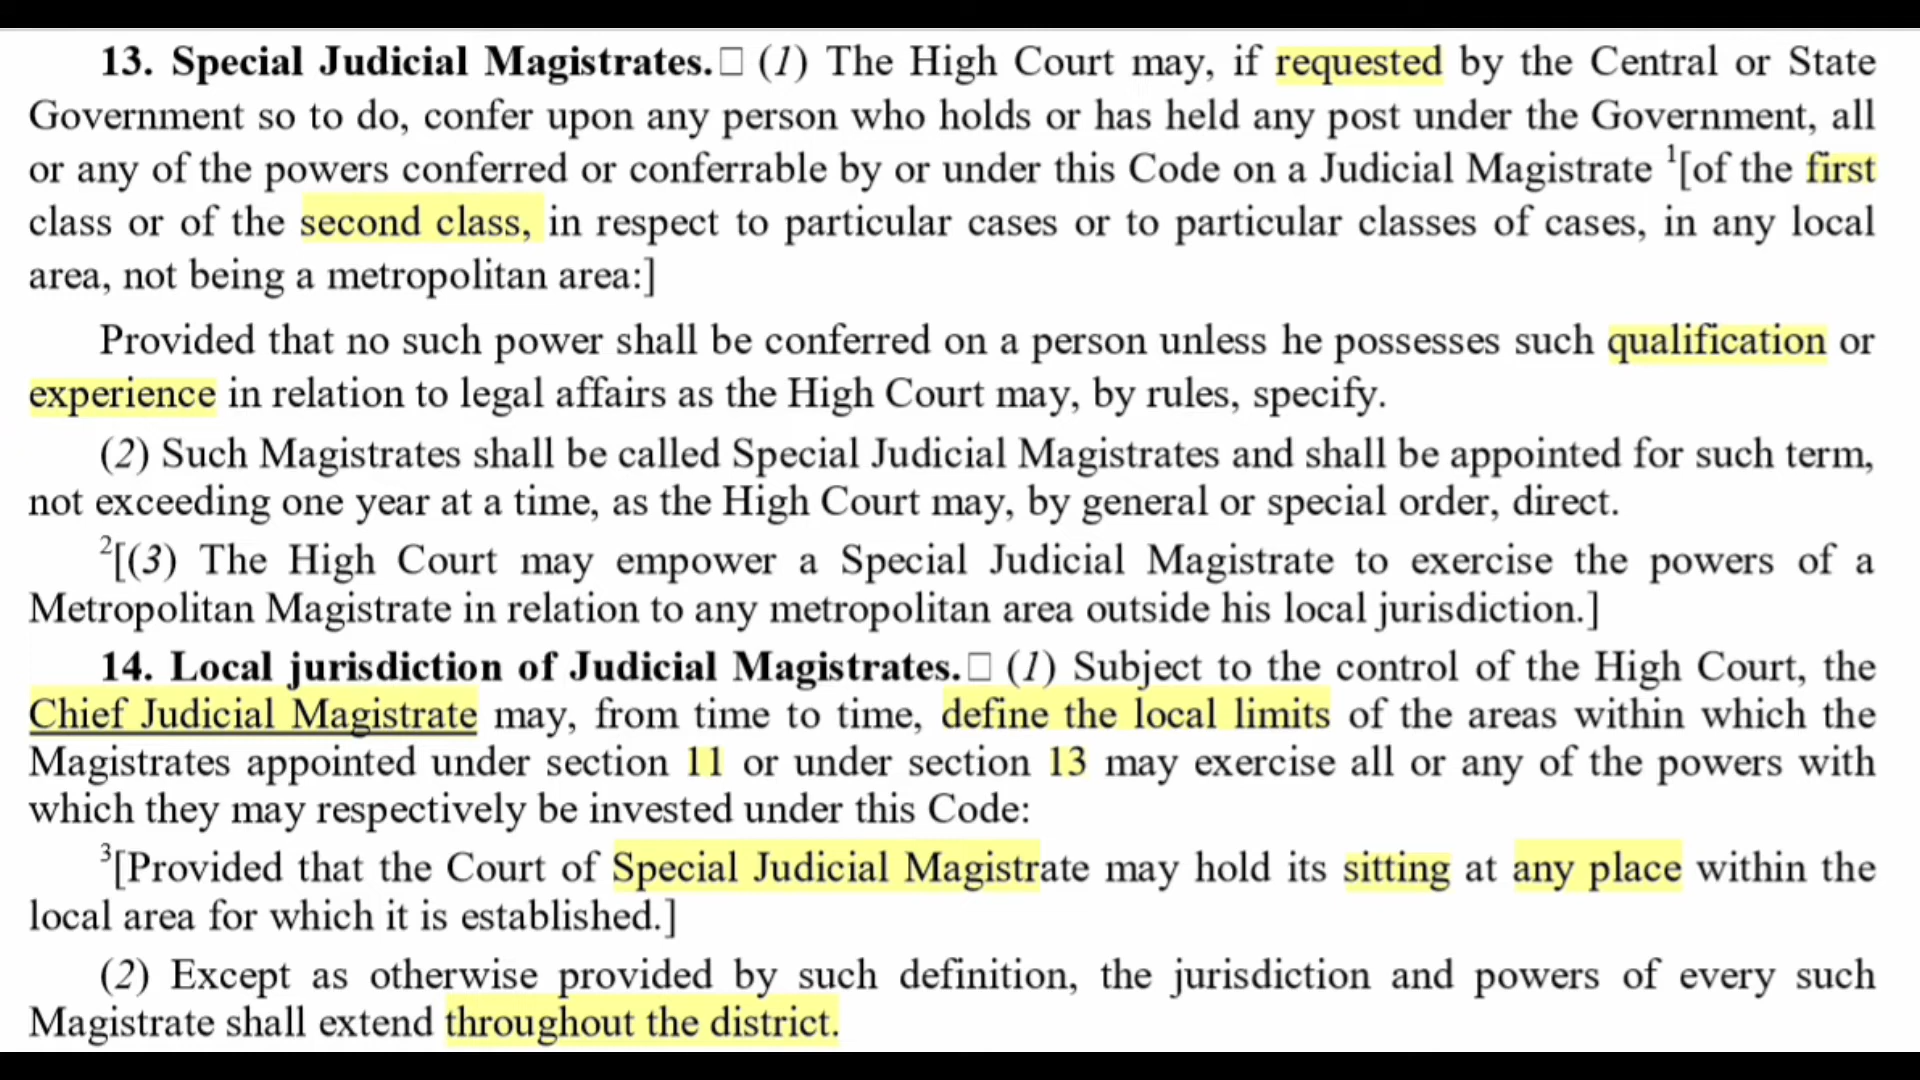 13. Special Judicial Magistrates.□ (1) The High Court may, if requested by the Central or State
Government so to do, confer upon any person who holds or has held any post under the Government, all
or any of the powers conferred or conferrable by or under this Code on a Judicial Magistrate ¹[of the first
class or of the second class, in respect to particular cases or to particular classes of cases, in any local
area, not being a metropolitan area:]
Provided that no such power shall be conferred on a person unless he possesses such qualification or
experience in relation to legal affairs as the High Court may, by rules, specify.
(2) Such Magistrates shall be called Special Judicial Magistrates and shall be appointed for such term,
not exceeding one year at a time, as the High Court may, by general or special order, direct.
²[(3) The High Court may empower a Special Judicial Magistrate to exercise the powers of a
Metropolitan Magistrate in relation to any metropolitan area outside his local jurisdiction.]
14. Local jurisdiction of Judicial Magistrates.□ (1) Subject to the control of the High Court, the
Chief Judicial Magistrate may, from time to time, define the local limits of the areas within which the
Magistrates appointed under section 11 or under section 13 may exercise all or any of the powers with
which they may respectively be invested under this Code:
³[Provided that the Court of Special Judicial Magistrate may hold its sitting at any place within the
local area for which it is established.]
(2) Except as otherwise provided by such definition, the jurisdiction and powers of every such
Magistrate shall extend throughout the district.